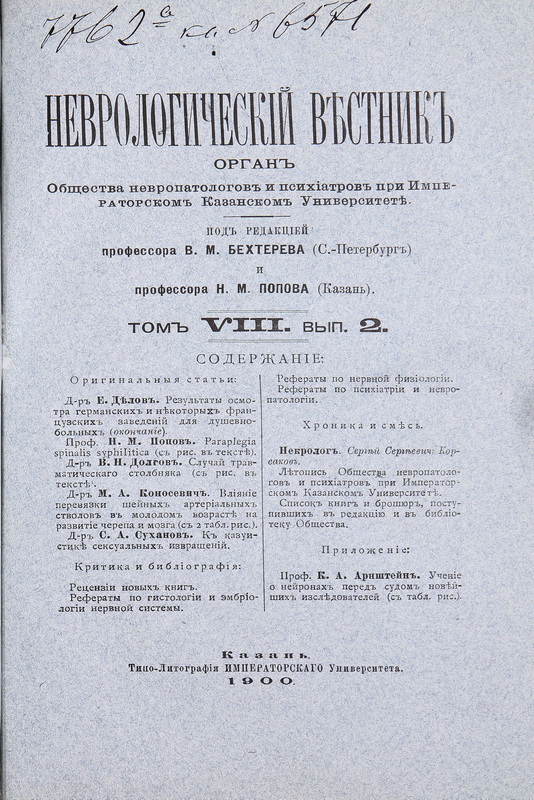 7762ª
НЕВРОЛОГИЧЕСКІЙ ВѢСТНИКЪ
ОРГАНЪ
Общества невропатологовъ и психіатровъ при Импе-
раторскомъ Казанскомъ Университетѣ.
ПОДЪ РЕДАКЦІЕЙ
профессора В. М. БЕХТЕРЕВА (С.-Петербургъ)
И
профессора Н. М. ПОПОВА (Казань).
ТОМЪ VIII. ВЫП. 2.
СОДЕРЖАНІЕ:
Оригинальныя статьи:
Д-ръ Е. Дѣловъ. Результаты осмо-
тра германскихъ и нѣкоторыхъ фран-
цузскихъ заведеній для душевно-
больныхъ (окончаніе).
Проф. Н. М. Поповъ. Paraplegia
spinalis syphilitica (съ рис. въ текстѣ).
Д-ръ В. Н. Долговъ. Случай трав-
матическаго столбняка (съ рис. въ
текстѣ).
Д-ръ М. А. Коносевичъ. Вліяніе
перевязки шейныхъ артеріальныхъ
стволовъ въ молодомъ возрастѣ на
развитіе черепа и мозга (съ 2 табл. рис.).
Д-ръ С. А. Сухановъ. Къ казуи-
стикѣ сексуальныхъ извращеній.
Критика и библіографія:
Рецензіи новыхъ книгъ.
Рефераты по гистологіи и эмбріо-
логіи нервной системы.
Рефераты по нервной физіологіи.
Рефераты по психіатріи и невро-
патологіи.
Хроника и смѣсь.
Некрологъ. Сергѣй Сергѣевичъ Кор-
саковъ.
Лѣтопись Общества невропатоло-
говъ и психіатровъ при Император-
скомъ Казанскомъ Университетѣ.
Списокъ книгъ и брошюръ, посту-
пившихъ въ редакцію и въ библіо-
теку Общества.
Приложеніе:
Проф. К. А. Арнштейнъ. Ученіе
о нейронахъ передъ судомъ новѣй-
шихъ изслѣдователей (съ табл. рис.).
Казань.
Типо-Литографія ИМПЕРАТОРСКАГО Университета.
1900.